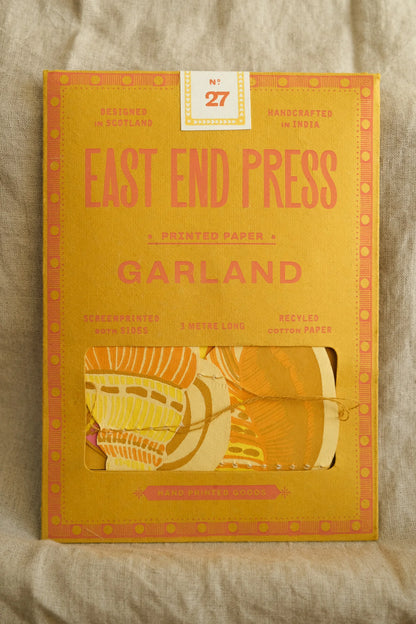 Nº
27
DESIGNED
IN SCOTLAND
HANDCRAFTED
IN INDIA
EAST END PRESS
• PRINTED PAPER •
GARLAND
SCREENPRINTED
BOTH SIDES
3 METRE LONG
RECYLED
COTTON PAPER
HAND PRINTED GOODS